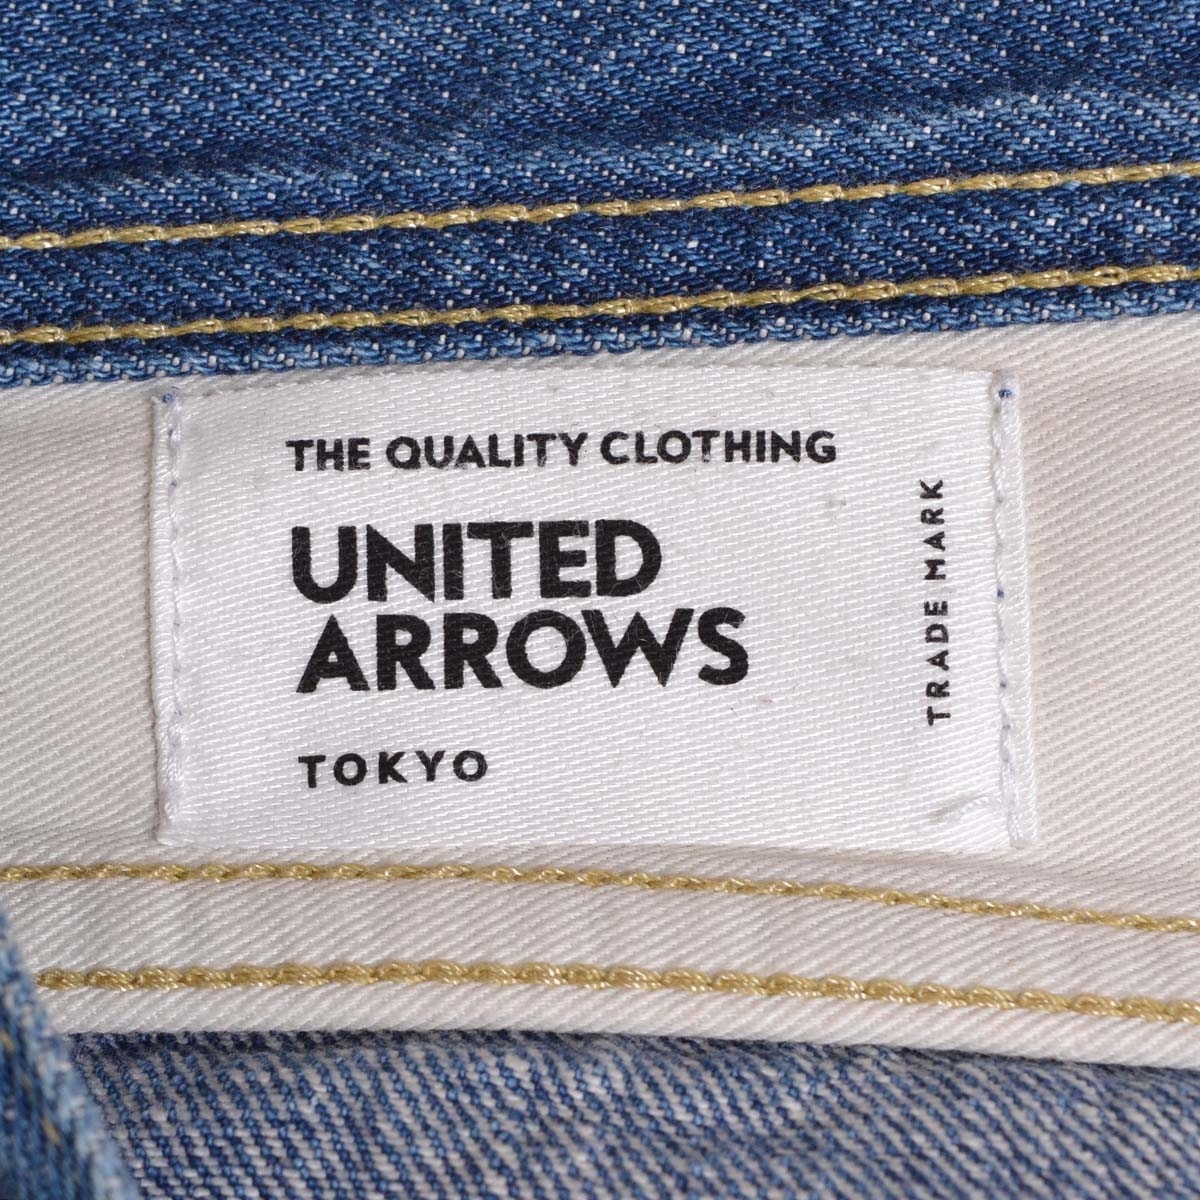 THE QUALITY CLOTHING
UNITED
ARROWS
TOKYO
TRADE MARK